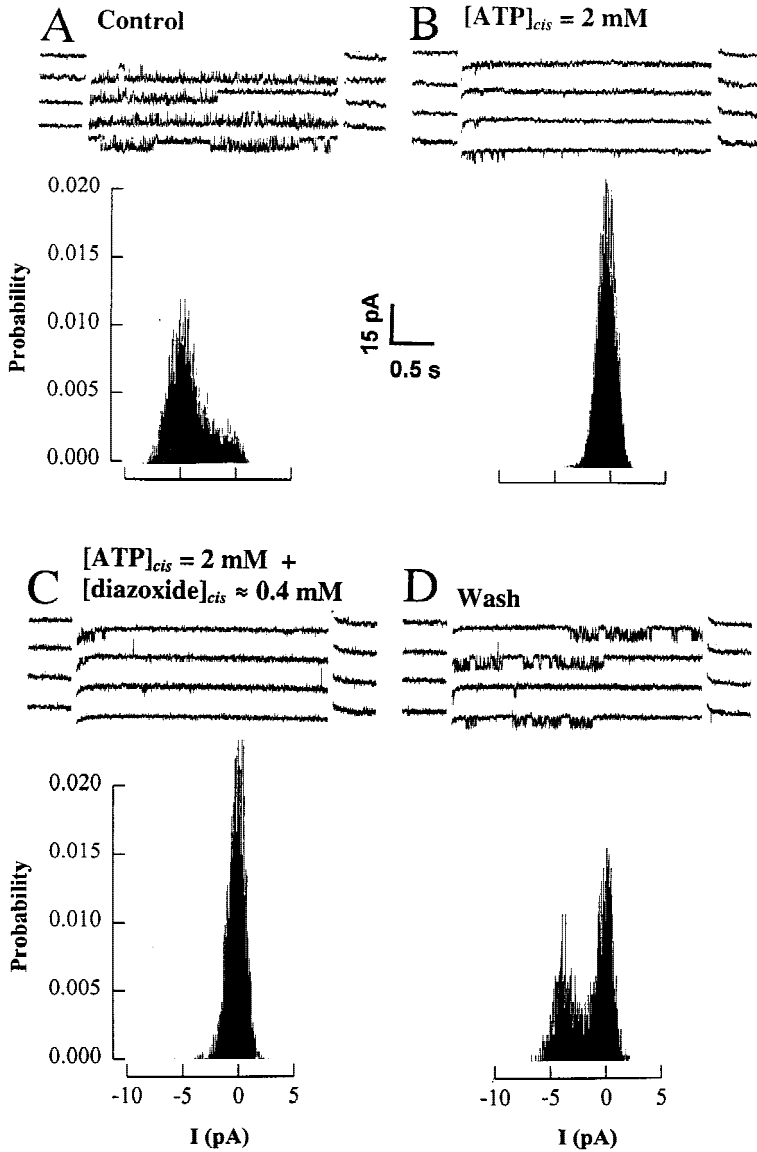 A Control
B [ATP]cis = 2 mM
0.020
0.015
0.010
0.005
0.000
Probability
15 pA
0.5 s
C [ATP]cis = 2 mM +
[diazoxide]cis ≈ 0.4 mM
D Wash
0.020
0.015
0.010
0.005
0.000
Probability
-10 -5 0 5
I (pA)
-10 -5 0 5
I (pA)